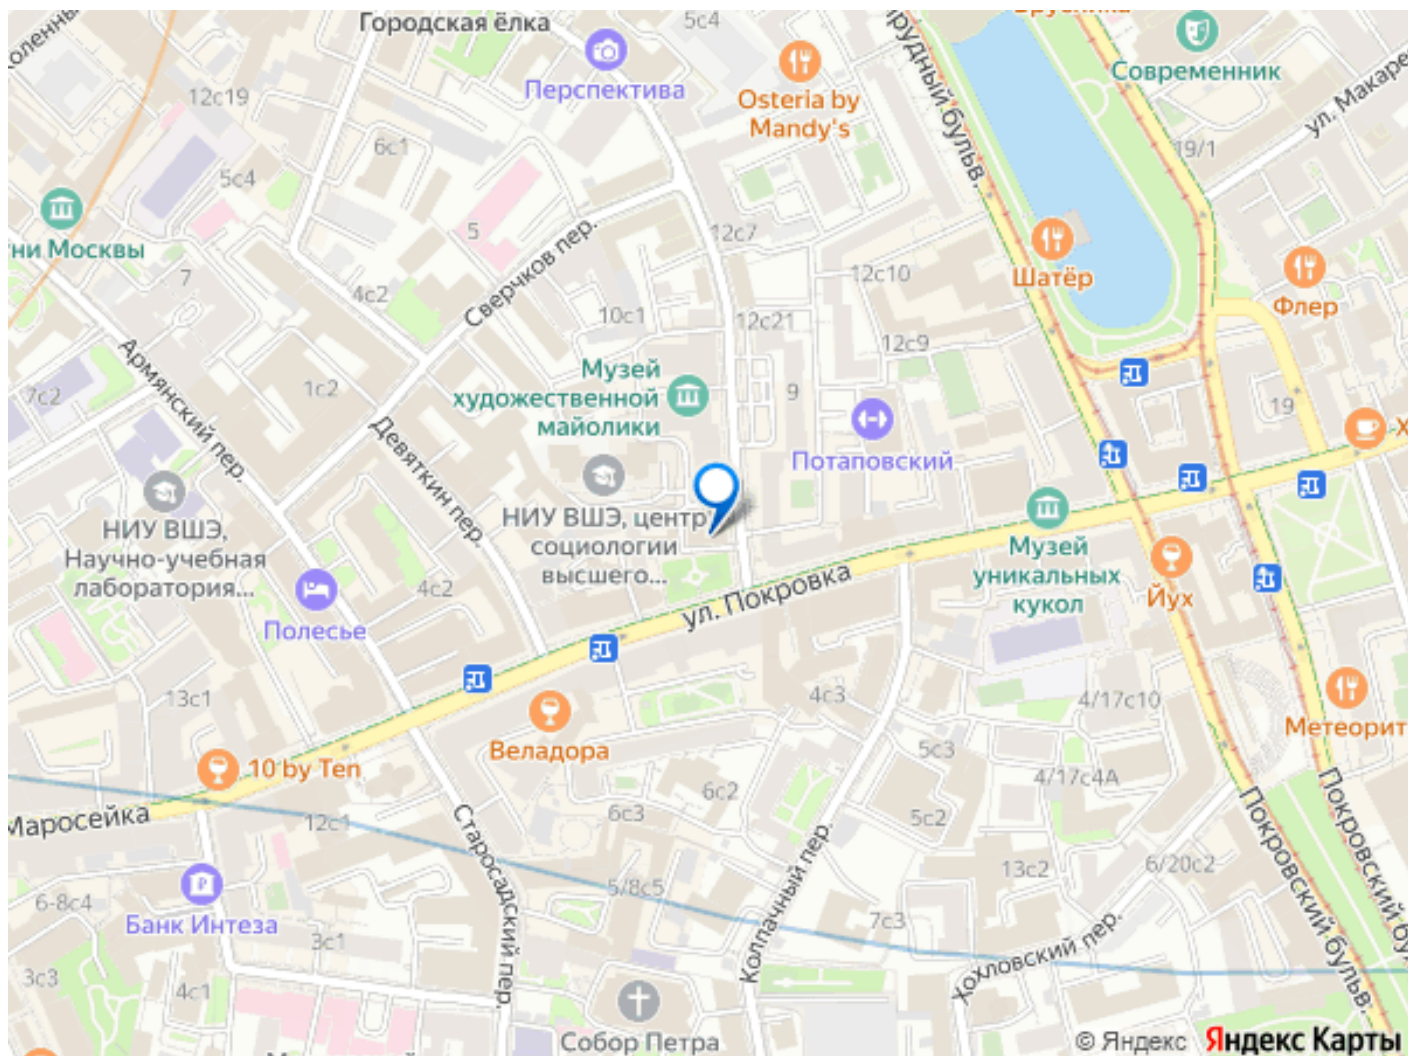 Городская ёлка
5с4
Брусника
Современник
Перспектива
Osteria by
Mandy's
12с19
6с1
5с4
19/1
ул. Макаре
рудный бульв.
5
12с7
Сверчков пер.
ни Москвы
7
4с2
12с10
Шатёр
Флер
10с1
12с21
12с9
Армянский пер.
7с2
1с2
Музей
художественной
майолики
9
19
Х
Девяткин пер.
Потаповский
НИУ ВШЭ,
Научно-учебная
лаборатория...
НИУ ВШЭ, центр
социологии
высшего...
Музей
уникальных
кукол
Йух
4с2
ул. Покровка
Полесье
13с1
4с3
4/17с10
Метеорит
Веладора
5с3
10 by Ten
4/17с4А
Маросейка
12с1
6с3
6с2
5с2
Старосадский пер.
Колпачный пер.
13с2
6/20с2
Покровский бульв.
Покровский бу
6-8с4
5/8с5
Банк Интеза
3с1
7с3
Хохловский пер.
3с3
4с1
Собор Петра
© Яндекс Яндекс Карты